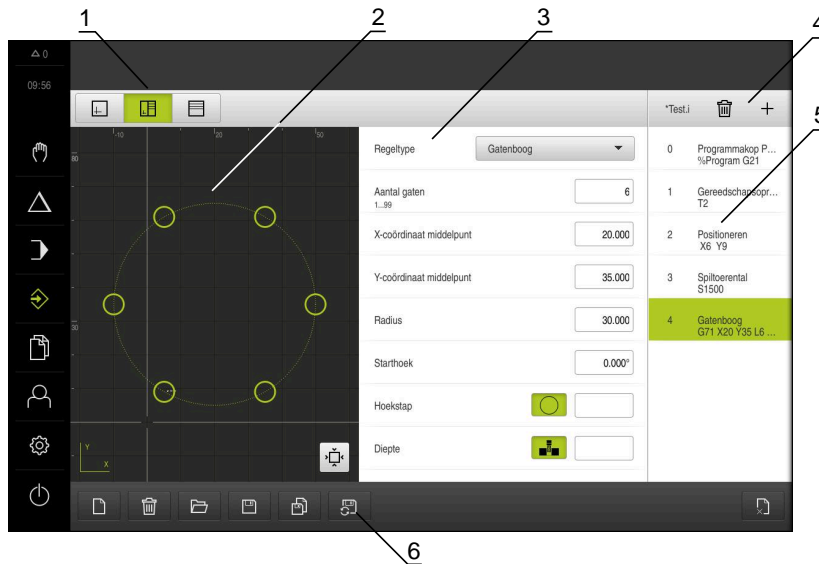 1
2
3
4
0
09:56
*Test.i
5
-10
20
50
60
30
Y
X
Regeltype
Gatenboog
Aantal gaten
1...99
6
X-coördinaat middelpunt
20.000
Y-coördinaat middelpunt
35.000
Radius
30.000
Starthoek
0.000°
Hoekstap
Diepte
0 Programmakop P...
%Program G21
1 Gereedschapsopr...
T2
2 Positioneren
X6 Y9
3 Spiltoerental
S1500
4 Gatenboog
G71 X20 Y35 L6 ...
6